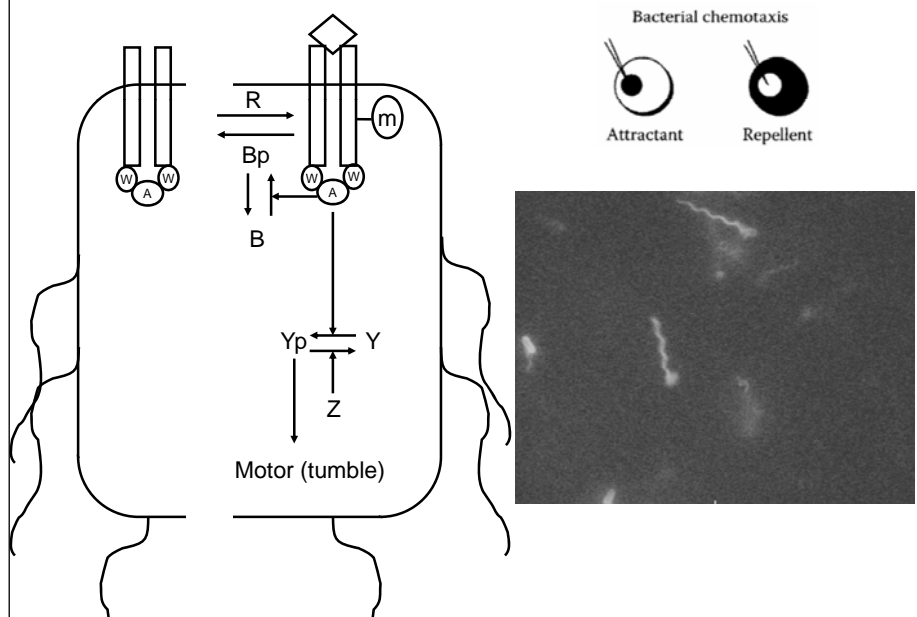 Bacterial chemotaxis
Attractant Repellent
R
m
Bp
W A W
W A W
B
Yp Y
Z
Motor (tumble)